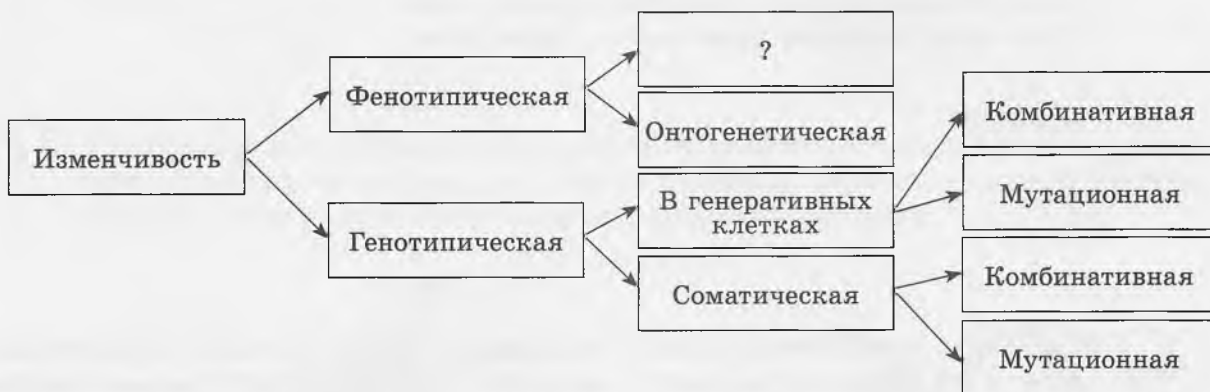 ?
Фенотипическая
Онтогенетическая
Комбинативная
Изменчивость
В генеративных
клетках
Мутационная
Генотипическая
Соматическая
Комбинативная
Мутационная